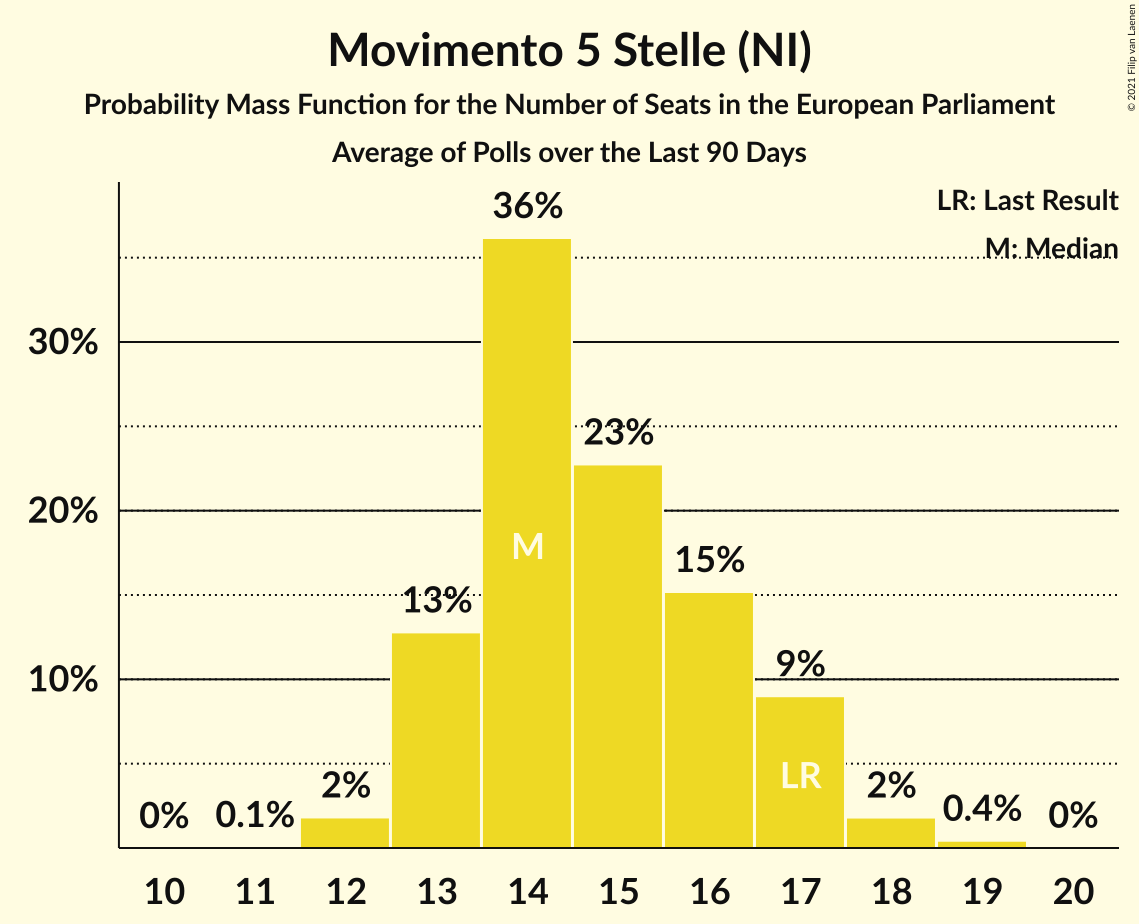 Movimento 5 Stelle (NI)
Probability Mass Function for the Number of Seats in the European Parliament
Average of Polls over the Last 90 Days
© 2021 Filip van Laenen
LR: Last Result
M: Median
36%
30%
23%
20%
M
15%
13%
10%
9%
LR
0%
0.1%
2%
2%
0.4%
0%
10 11 12 13 14 15 16 17 18 19 20